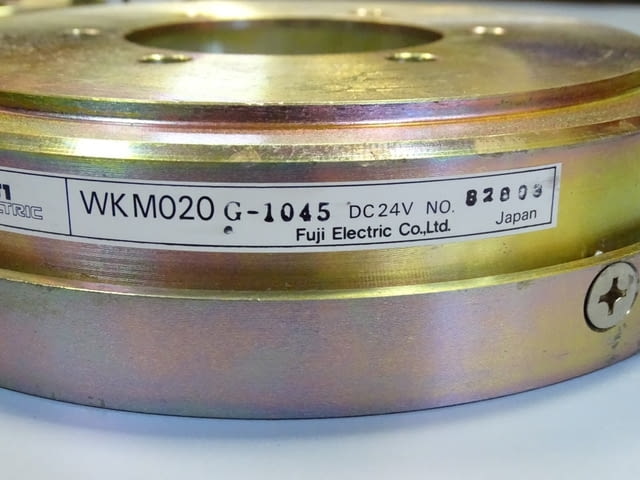 WKM020 G-1045 DC24V NO. 82803
Fuji Electric Co.,Ltd. Japan